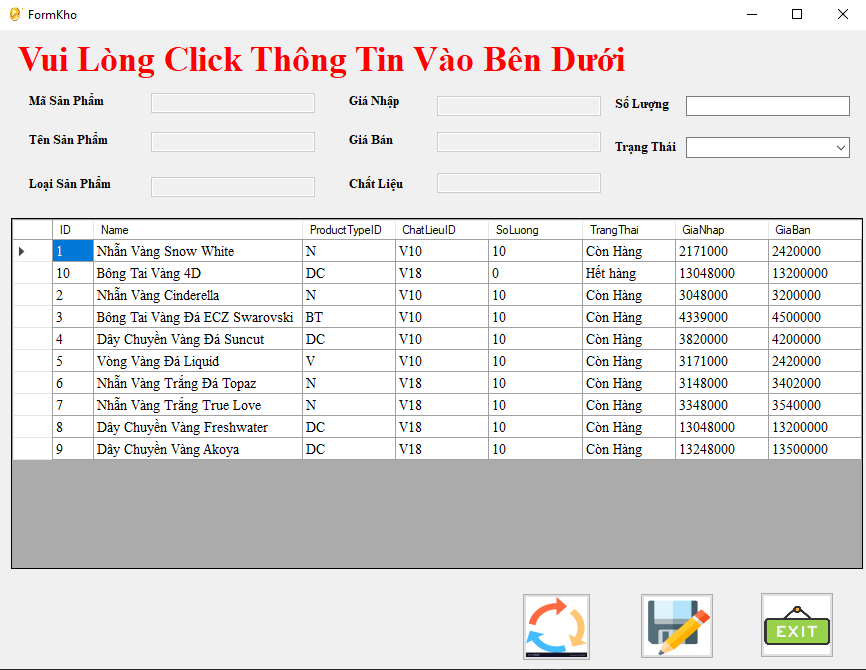 FormKho
Vui Lòng Click Thông Tin Vào Bên Dưới
Mã Sản Phẩm Giá Nhập Số Lượng
Tên Sản Phẩm Giá Bán Trạng Thái
Loại Sản Phẩm Chất Liệu
ID Name ProductTypeID ChatLieuID SoLuong TrangThai GiaNhap GiaBan
1 Nhẫn Vàng Snow White N V10 10 Còn Hàng 2171000 2420000
10 Bông Tai Vàng 4D DC V18 0 Hết hàng 13048000 13200000
2 Nhẫn Vàng Cinderella N V10 10 Còn Hàng 3048000 3200000
3 Bông Tai Vàng Đá ECZ Swarovski BT V10 10 Còn Hàng 4339000 4500000
4 Dây Chuyền Vàng Đá Suncut DC V10 10 Còn Hàng 3820000 4200000
5 Vòng Vàng Đá Liquid V V10 10 Còn Hàng 3171000 2420000
6 Nhẫn Vàng Trắng Đá Topaz N V18 10 Còn Hàng 3148000 3402000
7 Nhẫn Vàng Trắng True Love N V18 10 Còn Hàng 3348000 3540000
8 Dây Chuyền Vàng Freshwater DC V18 10 Còn Hàng 13048000 13200000
9 Dây Chuyền Vàng Akoya DC V18 10 Còn Hàng 13248000 13500000
EXIT